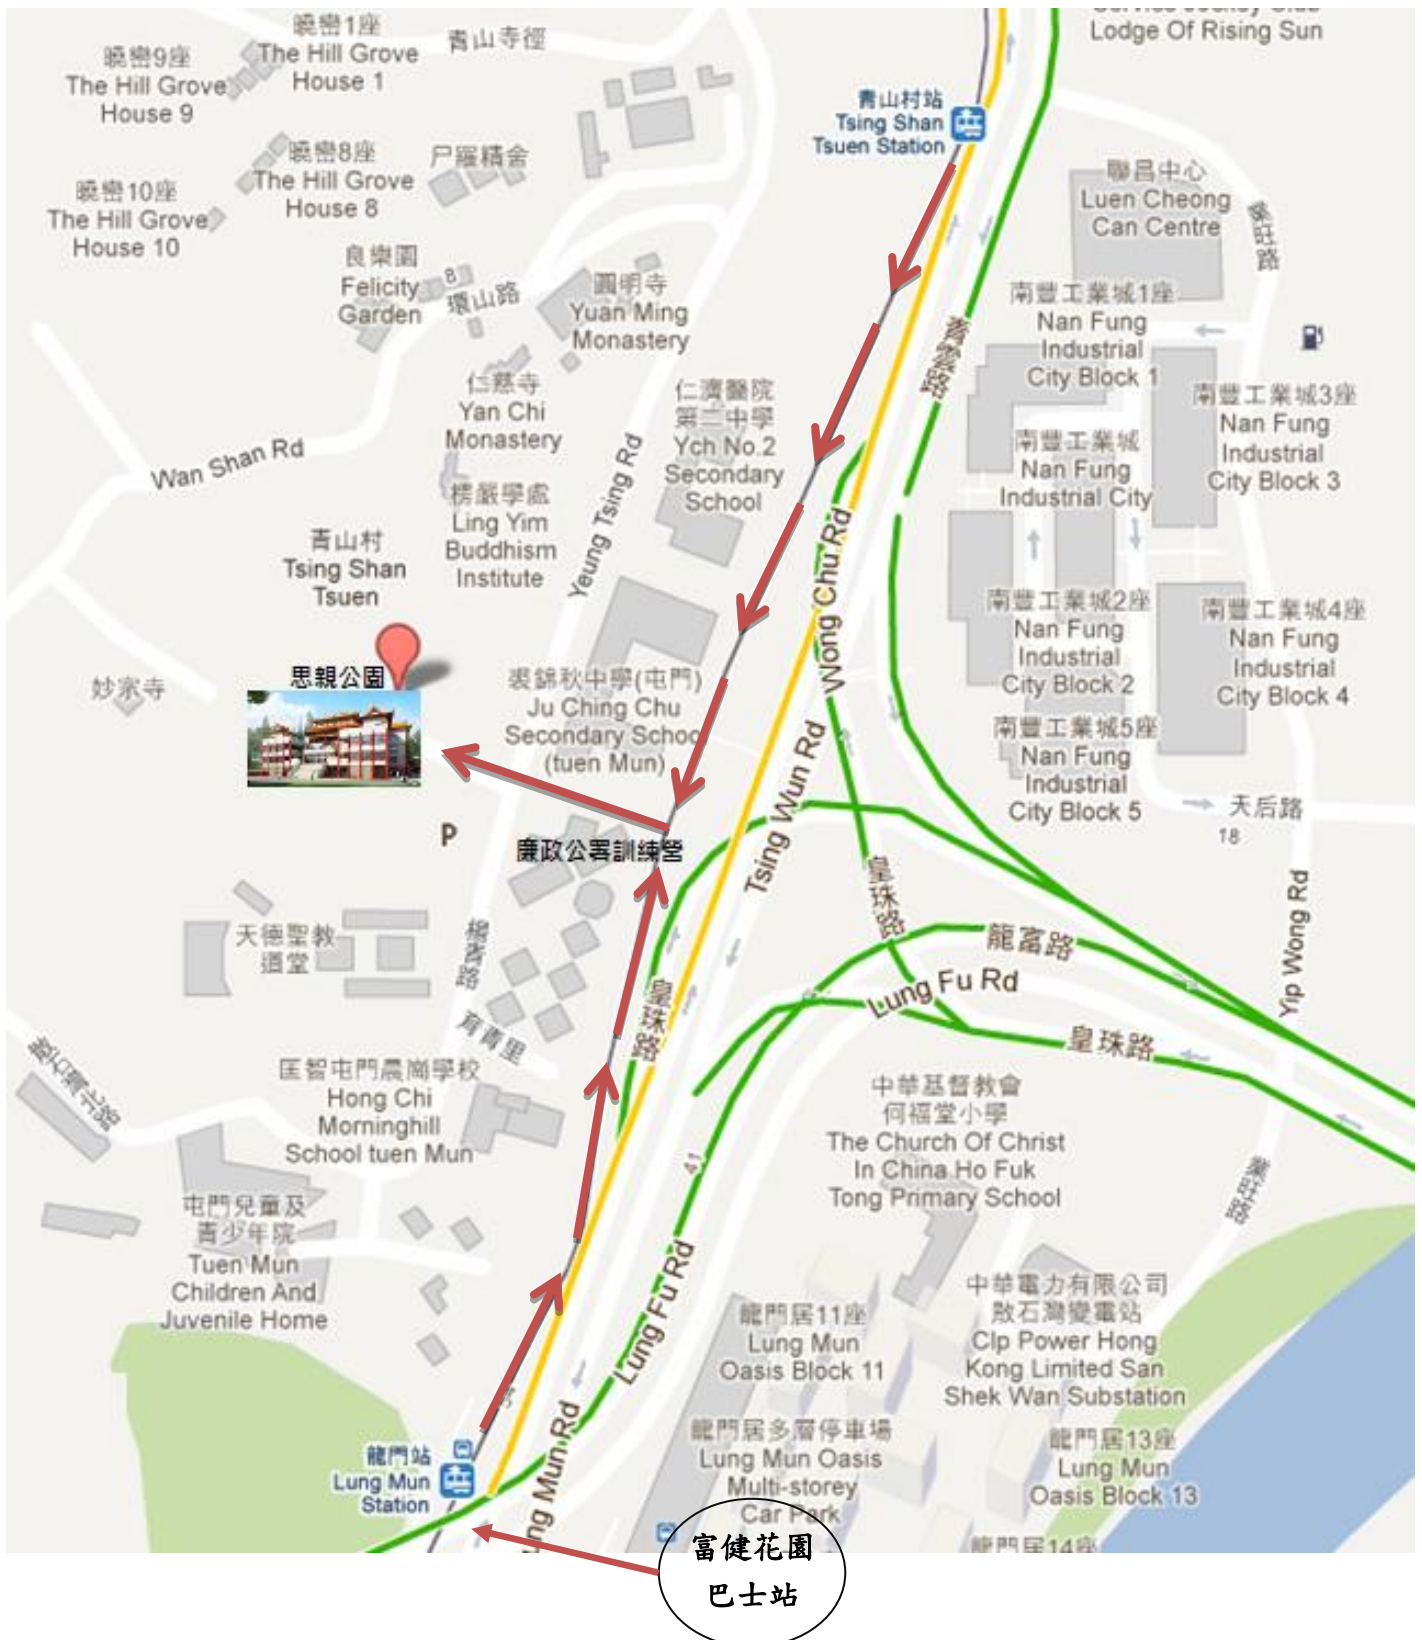 Lodge Of Rising Sun
曉巒1座
The Hill Grove
House 1
青山寺徑
曉巒9座
The Hill Grove
House 9
青山村站
Tsing Shan
Tsuen Station
曉巒8座
The Hill Grove
House 8
尸羅精舍
曉巒10座
The Hill Grove
House 10
聯昌中心
Luen Cheong
Can Centre
良樂園
Felicity
Garden
8
環山路
圓明寺
Yuan Ming
Monastery
南豐工業城1座
Nan Fung
Industrial
City Block 1
青雲路
仁慈寺
Yan Chi
Monastery
仁濟醫院
第二中學
Ych No.2
Secondary
School
南豐工業城3座
Nan Fung
Industrial
City Block 3
Wan Shan Rd
南豐工業城
Nan Fung
Industrial City
楞嚴學處
Ling Yim
Buddhism
Institute
Yeung Tsing Rd
Wong Chu Rd
青山村
Tsing Shan
Tsuen
南豐工業城2座
Nan Fung
Industrial
City Block 2
南豐工業城4座
Nan Fung
Industrial
City Block 4
思親公園
裘錦秋中學(屯門)
Ju Ching Chu
Secondary Schoo
(tuen Mun)
南豐工業城5座
Nan Fung
Industrial
City Block 5
Tsing Wun Rd
天后路
18
P
廉政公署訓練營
皇珠路
天德聖教
道堂
楊青路
龍富路
Lung Fu Rd
Yip Wong Rd
皇珠路
育青里
皇珠路
匡智屯門晨崗學校
Hong Chi
Morninghill
School tuen Mun
中華基督教會
何福堂小學
The Church Of Christ
In China Ho Fuk
Tong Primary School
41
屯門兒童及
青少年院
Tuen Mun
Children And
Juvenile Home
Lung Fu Rd
龍門居11座
Lung Mun
Oasis Block 11
中華電力有限公司
散石灣變電站
Clp Power Hong
Kong Limited San
Shek Wan Substation
龍門站
Lung Mun
Station
ng Mun Rd
龍門居多層停車場
Lung Mun Oasis
Multi-storey
Car Park
龍門居13座
Lung Mun
Oasis Block 13
龍門居14座
富健花園
巴士站